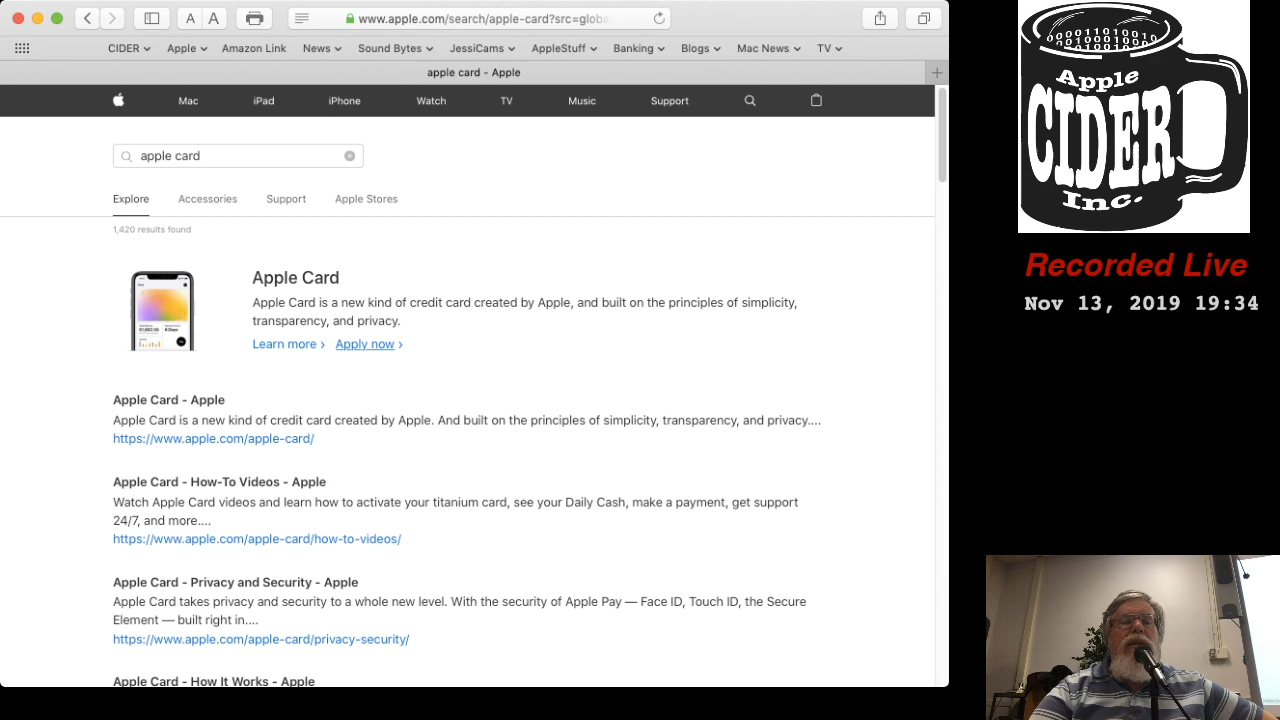 A A
www.apple.com/search/apple-card?src=globa
CIDER Apple Amazon Link News Sound Bytes JessiCams AppleStuff Banking Blogs Mac News TV
apple card - Apple
Mac iPad iPhone Watch TV Music Support
apple card
Explore Accessories Support Apple Stores
1,420 results found
Apple Card
Apple Card is a new kind of credit card created by Apple, and built on the principles of simplicity,
transparency, and privacy.
Learn more › Apply now ›
Apple Card - Apple
Apple Card is a new kind of credit card created by Apple. And built on the principles of simplicity, transparency, and privacy....
https://www.apple.com/apple-card/
Apple Card - How-To Videos - Apple
Watch Apple Card videos and learn how to activate your titanium card, see your Daily Cash, make a payment, get support
24/7, and more....
https://www.apple.com/apple-card/how-to-videos/
Apple Card - Privacy and Security - Apple
Apple Card takes privacy and security to a whole new level. With the security of Apple Pay — Face ID, Touch ID, the Secure
Element — built right in....
https://www.apple.com/apple-card/privacy-security/
Apple Card - How It Works - Apple
000011010010
Apple
CIDER
Inc.
Recorded Live
Nov 13, 2019 19:34